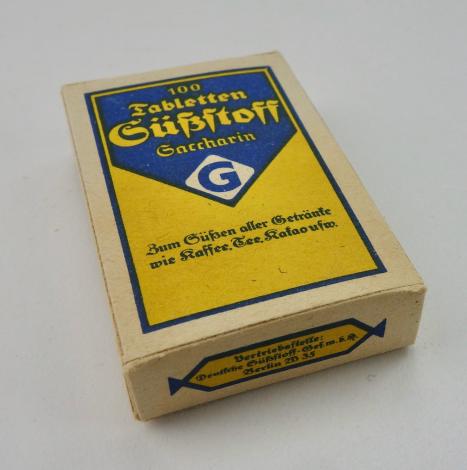 100
Tabletten
Süßstoff
Saccharin
G
Zum Süßen aller Getränke
wie Kaffee, Tee, Kakao usw.
Vertriebsstelle:
Deutsche Süßstoff-Ges. m. b. H.
Berlin W 35